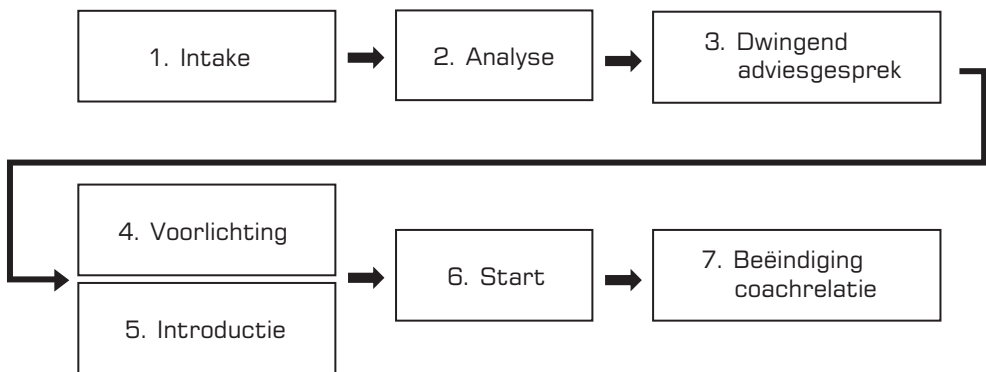 1. Intake
2. Analyse
3. Dwingend
adviesgesprek
4. Voorlichting
5. Introductie
6. Start
7. Beëindiging
coachrelatie